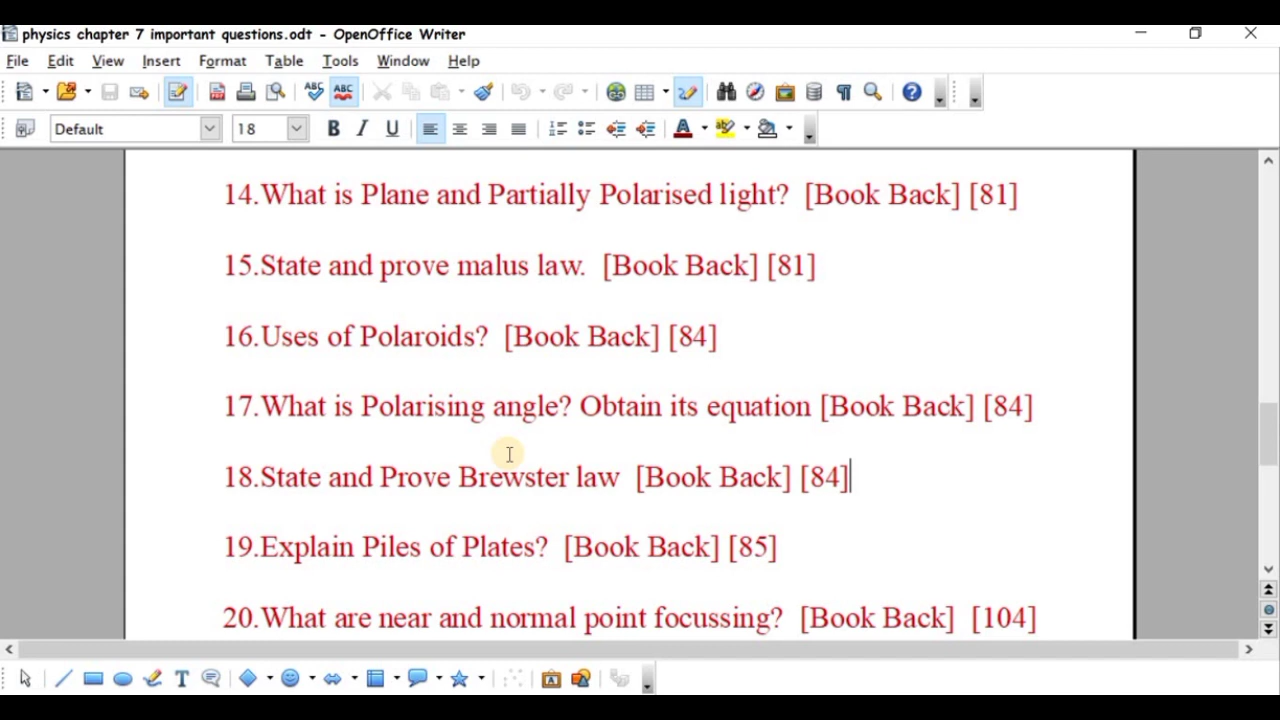 physics chapter 7 important questions.odt - OpenOffice Writer
File Edit View Insert Format Table Tools Window Help
ABC ABC
Default 18 B I U A
14.What is Plane and Partially Polarised light? [Book Back] [81]
15.State and prove malus law. [Book Back] [81]
16.Uses of Polaroids? [Book Back] [84]
17.What is Polarising angle? Obtain its equation [Book Back] [84]
18.State and Prove Brewster law [Book Back] [84]
19.Explain Piles of Plates? [Book Back] [85]
20.What are near and normal point focussing? [Book Back] [104]
T A